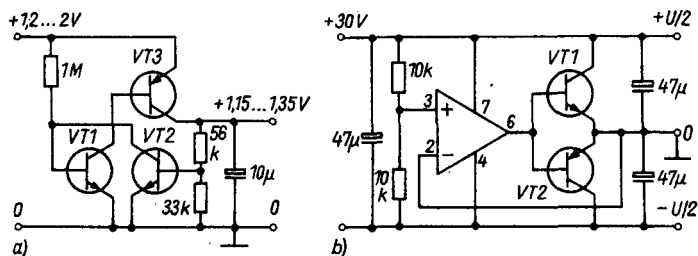 +1,2...2V
VT3
1M
+1,15...1,35V
VT1
VT2
56
k
10μ
33k
0
0
a)
+30V
+U/2
10k
VT1
47μ
3
+
7
6
47μ
0
2
−
4
10
k
VT2
47μ
−U/2
b)